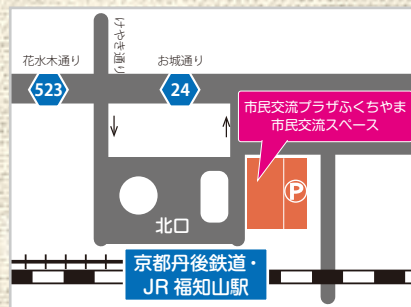 けやき通り
花水木通り
お城通り
523
24
市民交流プラザふくちやま
市民交流スペース
P
北口
京都丹後鉄道・
JR 福知山駅